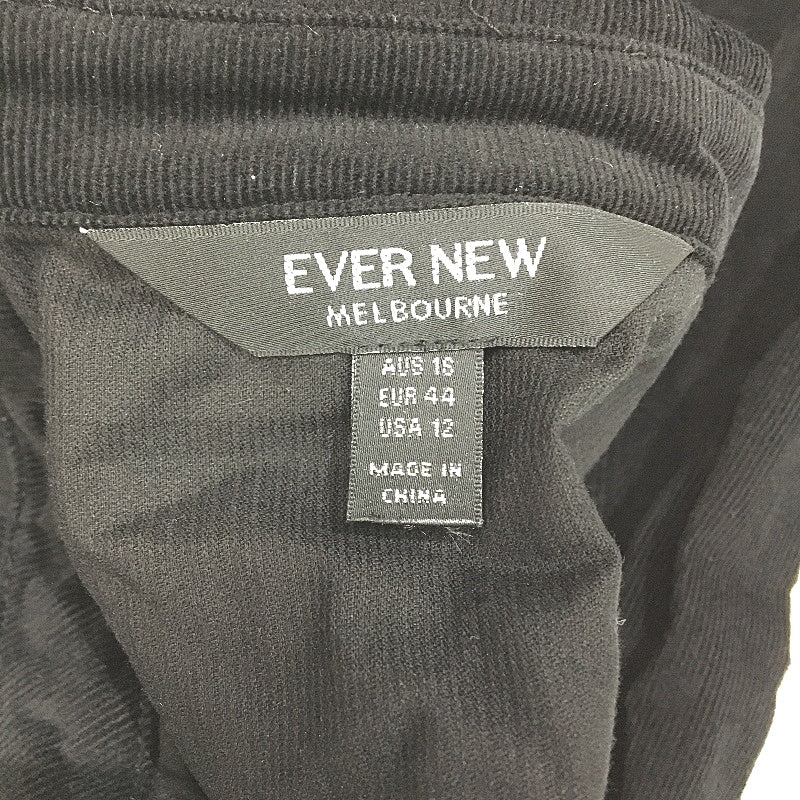 EVER NEW
MELBOURNE
AUS 16
EUR 44
USA 12
MADE IN
CHINA